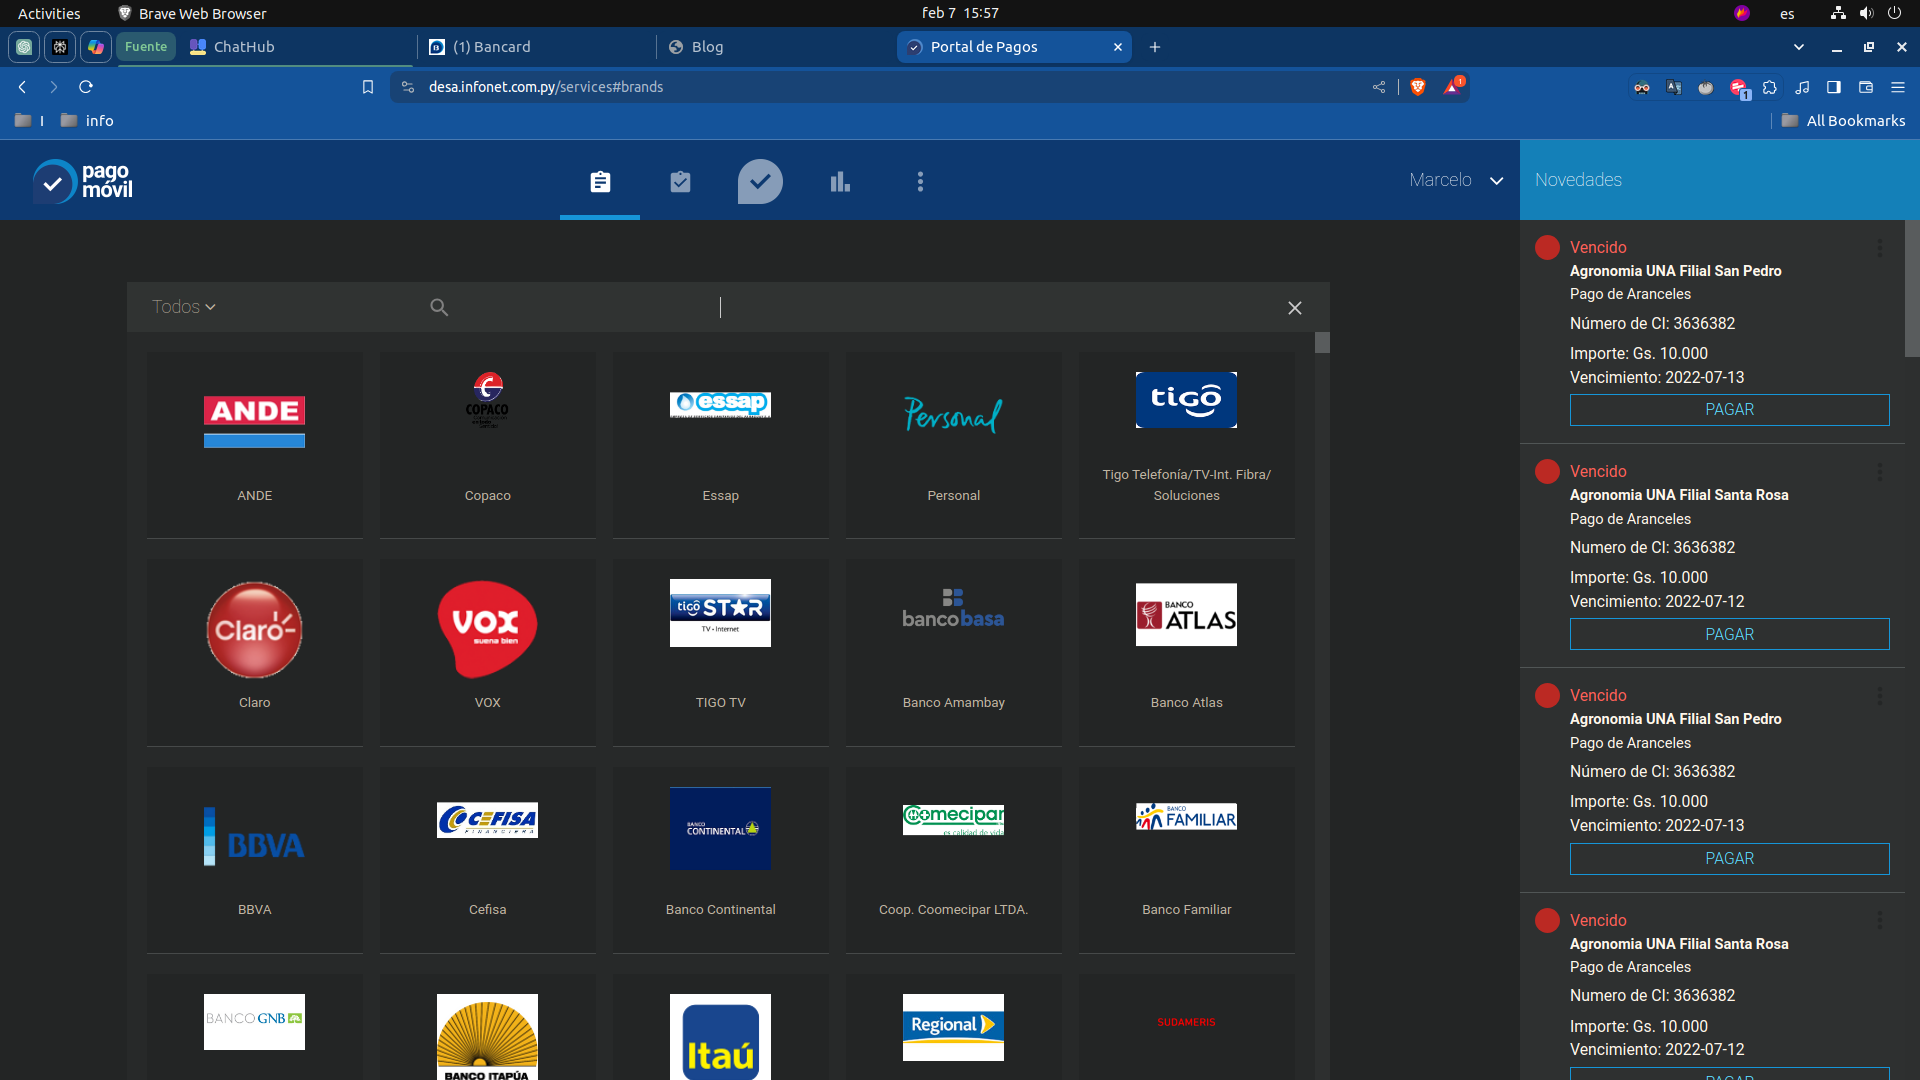 Activities
Brave Web Browser
feb 7 15:57
es
Fuente
ChatHub
(1) Bancard
Blog
Portal de Pagos
desa.infonet.com.py/services#brands
1
1
I
info
All Bookmarks
pago
móvil
Marcelo
Novedades
Todos
ANDE
ANDE
COPACO
Copaco
essap
Essap
Personal
Personal
tigo
Tigo Telefonía/TV-Int. Fibra/
Soluciones
Claro
Claro
VOX
suena bien
VOX
tigo STAR
TV • Internet
TIGO TV
bancobasa
Banco Amambay
BANCO
ATLAS
Banco Atlas
BBVA
BBVA
CEFISA
FINANCIERA
Cefisa
BANCO
CONTINENTAL
Banco Continental
Coomecipar
es calidad de vida
Coop. Coomecipar LTDA.
BANCO
FAMILIAR
Banco Familiar
BANCO GNB
BANCO ITAPÚA
Itaú
Regional
SUDAMERIS
Vencido
Agronomia UNA Filial San Pedro
Pago de Aranceles
Número de CI: 3636382
Importe: Gs. 10.000
Vencimiento: 2022-07-13
PAGAR
Vencido
Agronomia UNA Filial Santa Rosa
Pago de Aranceles
Numero de CI: 3636382
Importe: Gs. 10.000
Vencimiento: 2022-07-12
PAGAR
Vencido
Agronomia UNA Filial San Pedro
Pago de Aranceles
Número de CI: 3636382
Importe: Gs. 10.000
Vencimiento: 2022-07-13
PAGAR
Vencido
Agronomia UNA Filial Santa Rosa
Pago de Aranceles
Numero de CI: 3636382
Importe: Gs. 10.000
Vencimiento: 2022-07-12
PAGAR